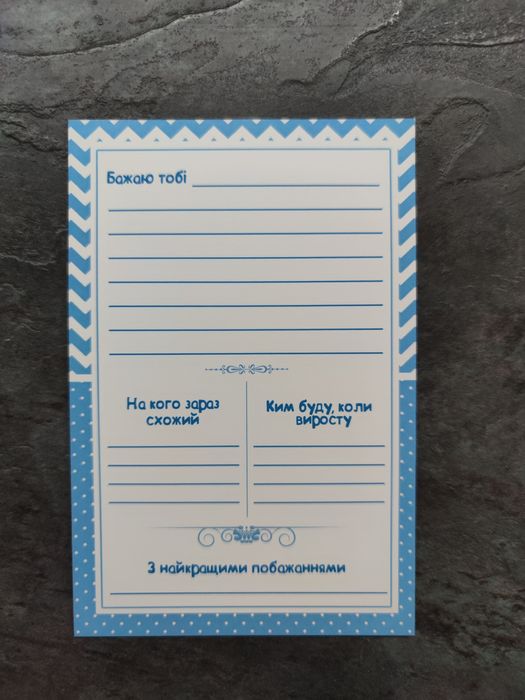 Бажаю тобі
На кого зараз
схожий
Ким буду, коли
виросту
З найкращими побажаннями